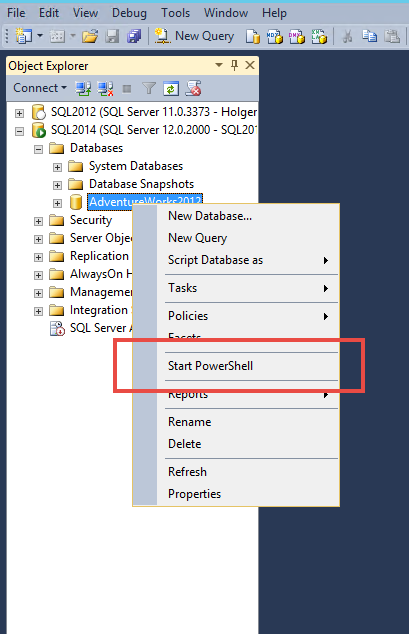 File Edit View Debug Tools Window Help
New Query
Object Explorer
Connect
SQL2012 (SQL Server 11.0.3373 - Holger
SQL2014 (SQL Server 12.0.2000 - SQL201
Databases
System Databases
Database Snapshots
AdventureWorks2012
Security
Server Objec
Replication
AlwaysOn H
Managemen
Integration
SQL Server A
New Database...
New Query
Script Database as
Tasks
Policies
Facets
Start PowerShell
Reports
Rename
Delete
Refresh
Properties